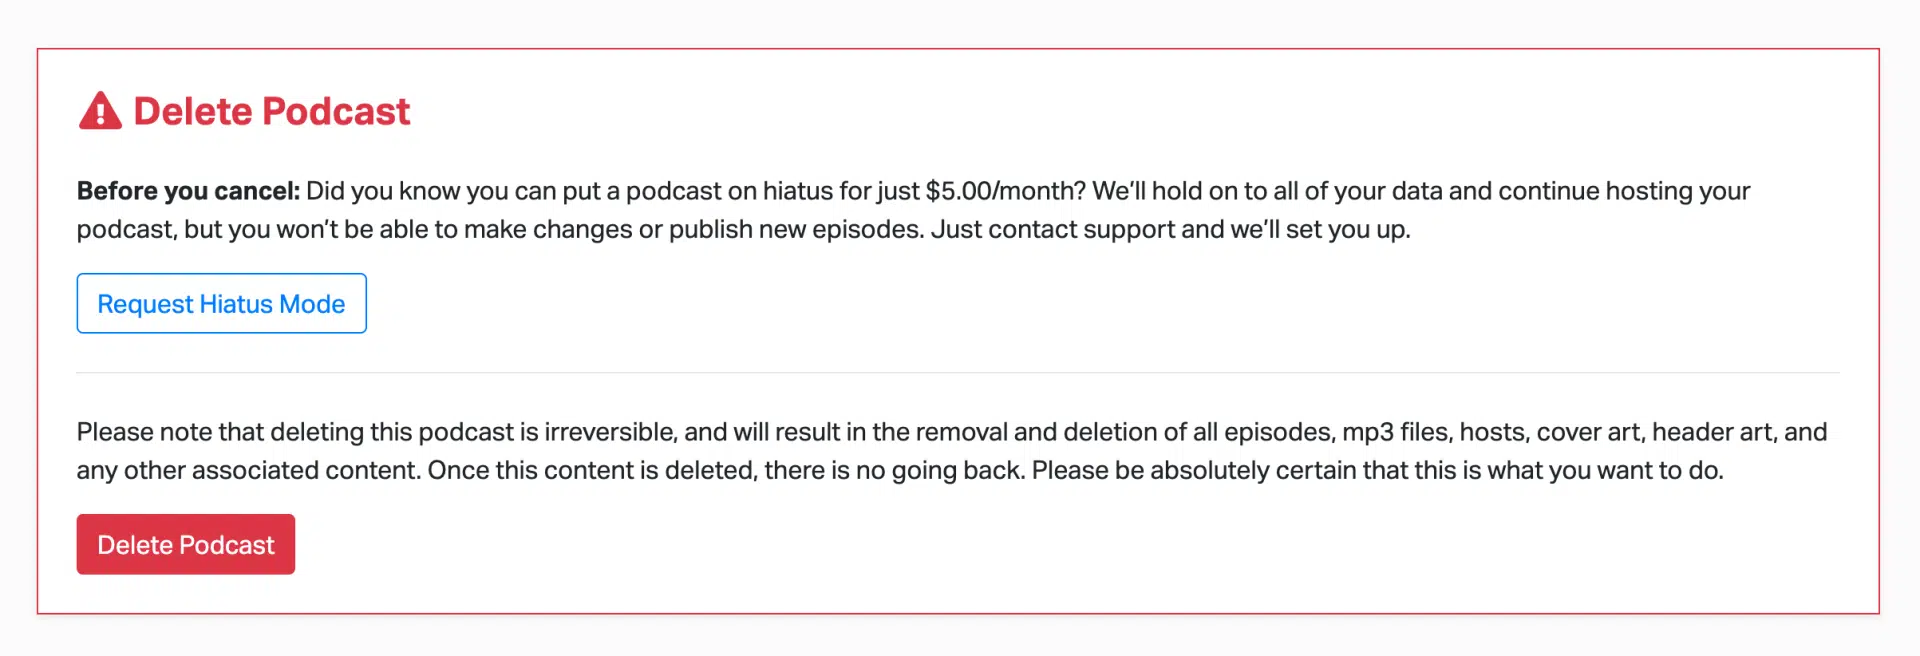 Delete Podcast
Before you cancel: Did you know you can put a podcast on hiatus for just $5.00/month? We’ll hold on to all of your data and continue hosting your
podcast, but you won’t be able to make changes or publish new episodes. Just contact support and we’ll set you up.
Request Hiatus Mode
Please note that deleting this podcast is irreversible, and will result in the removal and deletion of all episodes, mp3 files, hosts, cover art, header art, and
any other associated content. Once this content is deleted, there is no going back. Please be absolutely certain that this is what you want to do.
Delete Podcast